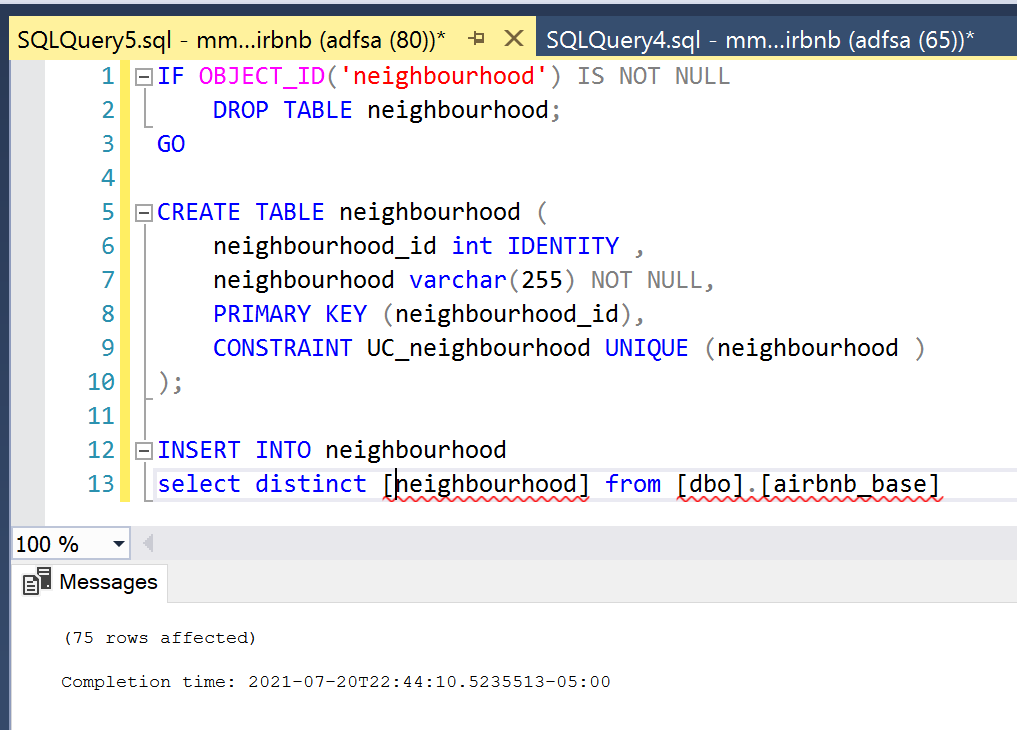 SQLQuery5.sql - mm...irbnb (adfsa (80))* SQLQuery4.sql - mm...irbnb (adfsa (65))*
1 IF OBJECT_ID('neighbourhood') IS NOT NULL
2 DROP TABLE neighbourhood;
3 GO
4
5 CREATE TABLE neighbourhood (
6 neighbourhood_id int IDENTITY ,
7 neighbourhood varchar(255) NOT NULL,
8 PRIMARY KEY (neighbourhood_id),
9 CONSTRAINT UC_neighbourhood UNIQUE (neighbourhood )
10 );
11
12 INSERT INTO neighbourhood
13 select distinct [neighbourhood] from [dbo].[airbnb_base]
100 %
Messages
(75 rows affected)
Completion time: 2021-07-20T22:44:10.5235513-05:00